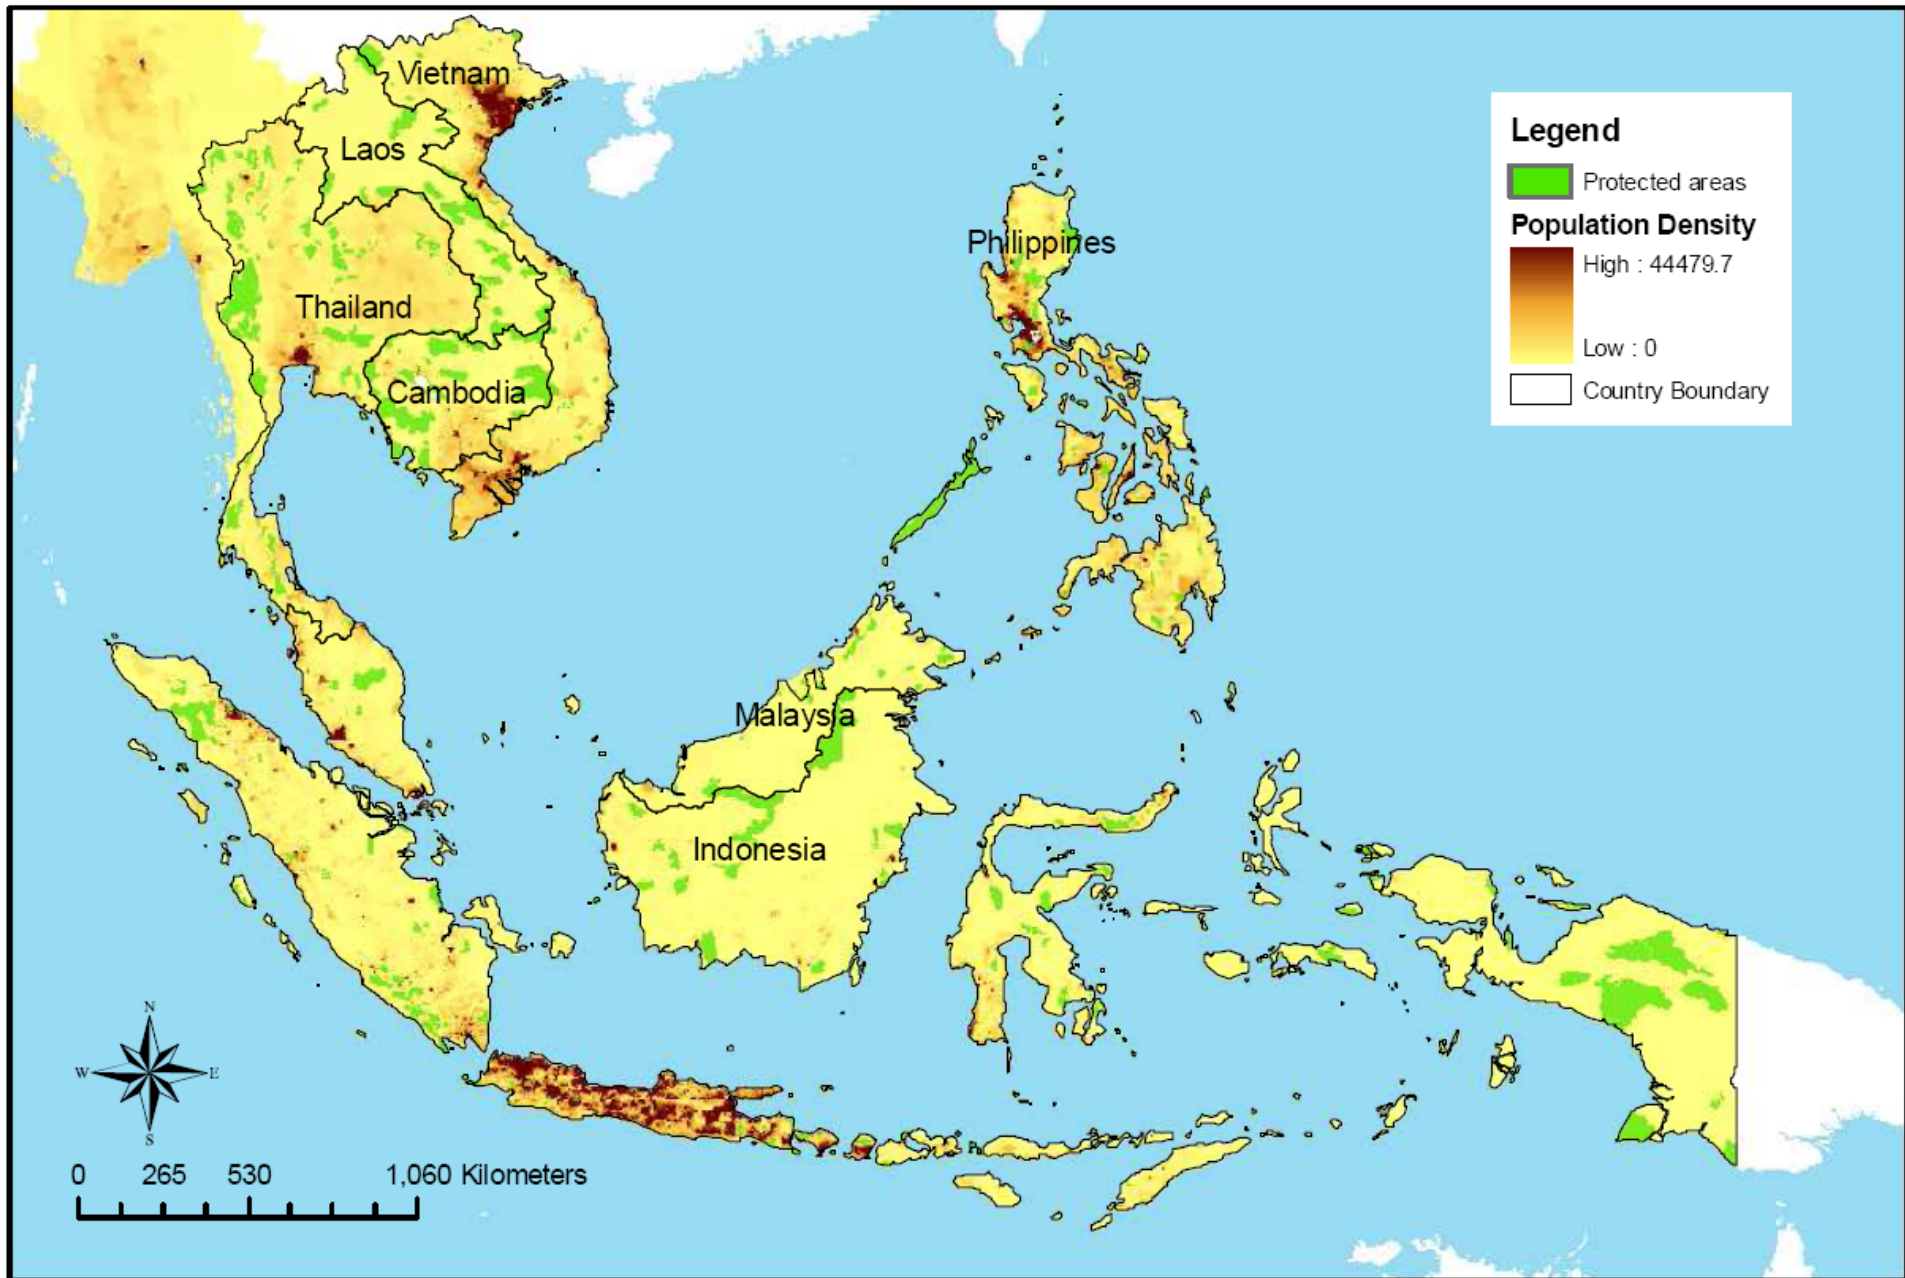 Vietnam
Laos
Thailand
Cambodia
Philippines
Malaysia
Indonesia
Legend
Protected areas
Population Density
High : 44479.7
Low : 0
Country Boundary
N
W E
S
0 265 530 1,060 Kilometers